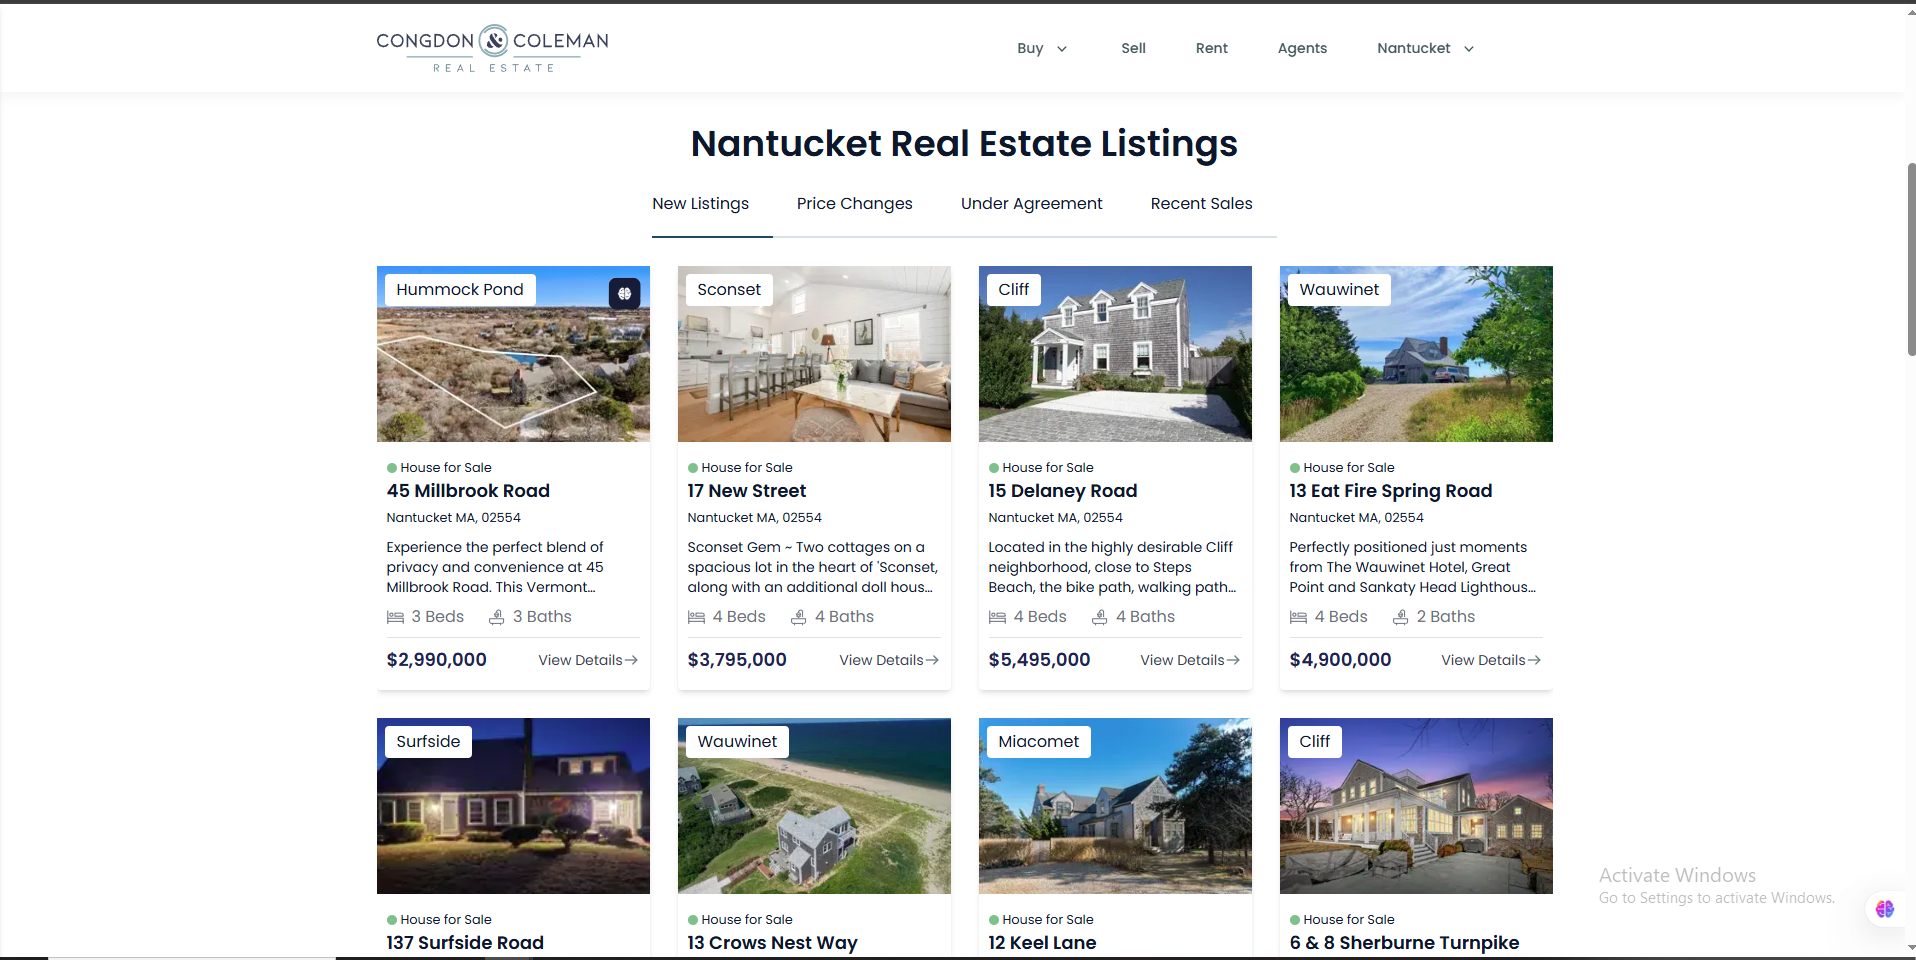 CONGDON & COLEMAN
REAL ESTATE
Buy
Sell
Rent
Agents
Nantucket
Nantucket Real Estate Listings
New Listings
Price Changes
Under Agreement
Recent Sales
Hummock Pond
House for Sale
45 Millbrook Road
Nantucket MA, 02554
Experience the perfect blend of
privacy and convenience at 45
Millbrook Road. This Vermont...
3 Beds
3 Baths
$2,990,000
View Details
Sconset
House for Sale
17 New Street
Nantucket MA, 02554
Sconset Gem ~ Two cottages on a
spacious lot in the heart of 'Sconset,
along with an additional doll hous...
4 Beds
4 Baths
$3,795,000
View Details
Cliff
House for Sale
15 Delaney Road
Nantucket MA, 02554
Located in the highly desirable Cliff
neighborhood, close to Steps
Beach, the bike path, walking path...
4 Beds
4 Baths
$5,495,000
View Details
Wauwinet
House for Sale
13 Eat Fire Spring Road
Nantucket MA, 02554
Perfectly positioned just moments
from The Wauwinet Hotel, Great
Point and Sankaty Head Lighthous...
4 Beds
2 Baths
$4,900,000
View Details
Surfside
House for Sale
137 Surfside Road
Wauwinet
House for Sale
13 Crows Nest Way
Miacomet
House for Sale
12 Keel Lane
Cliff
House for Sale
6 & 8 Sherburne Turnpike
Activate Windows
Go to Settings to activate Windows.